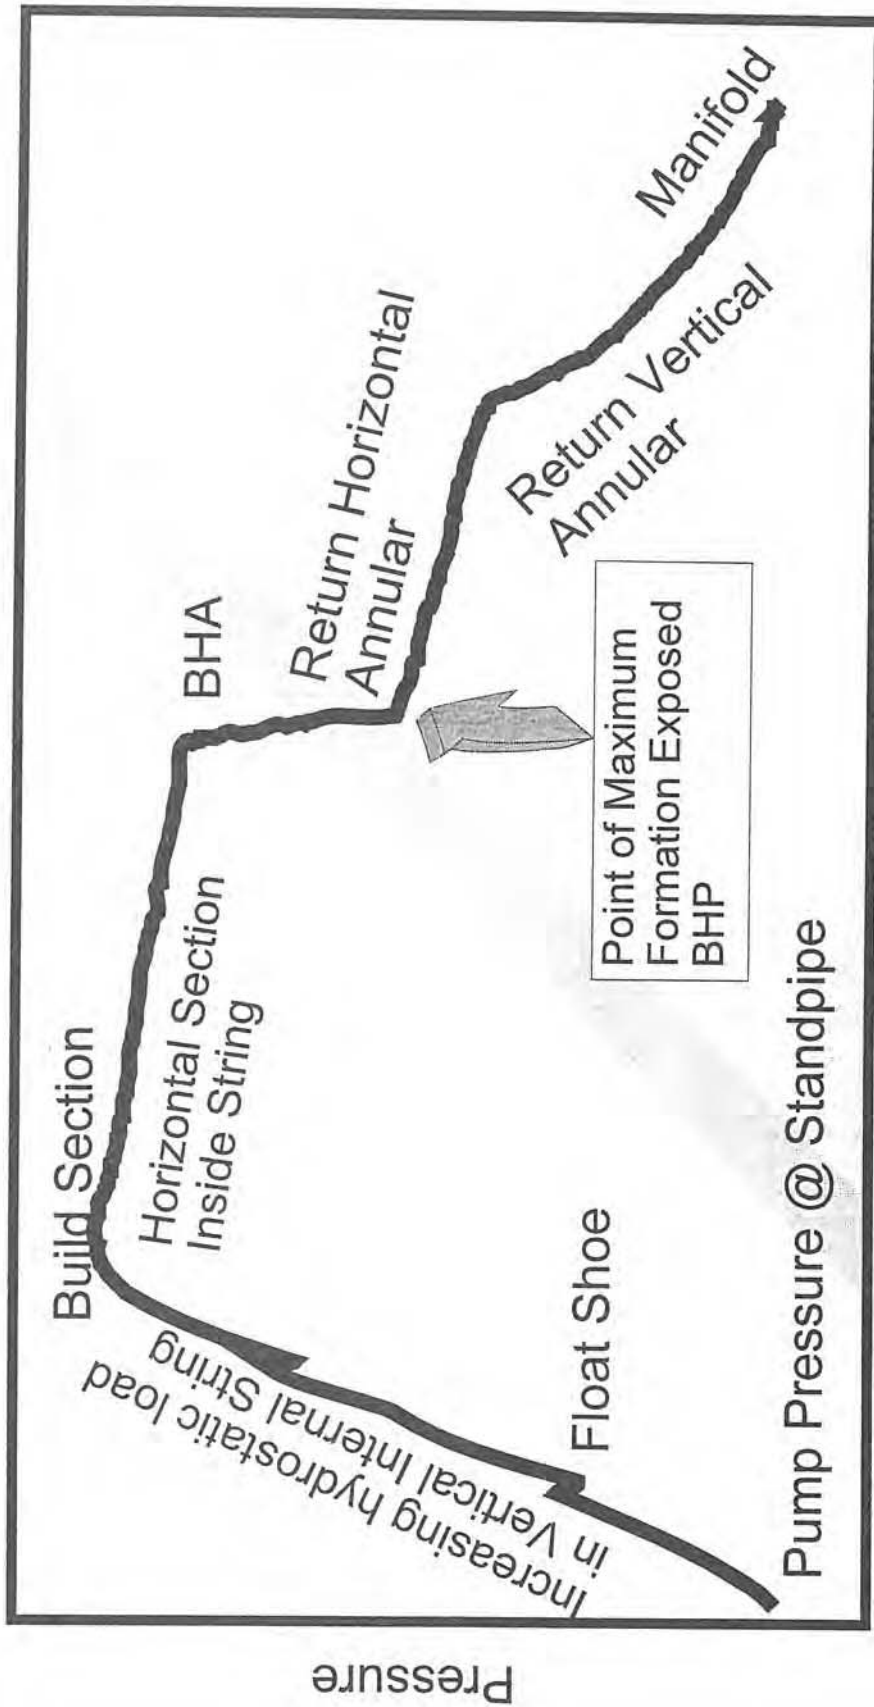 Pressure
Pump Pressure @ Standpipe
Float Shoe
Increasing hydrostatic load
in Vertical Internal String
Build Section
Horizontal Section
Inside String
BHA
Return Horizontal
Annular
Point of Maximum
Formation Exposed
BHP
Return Vertical
Annular
Manifold